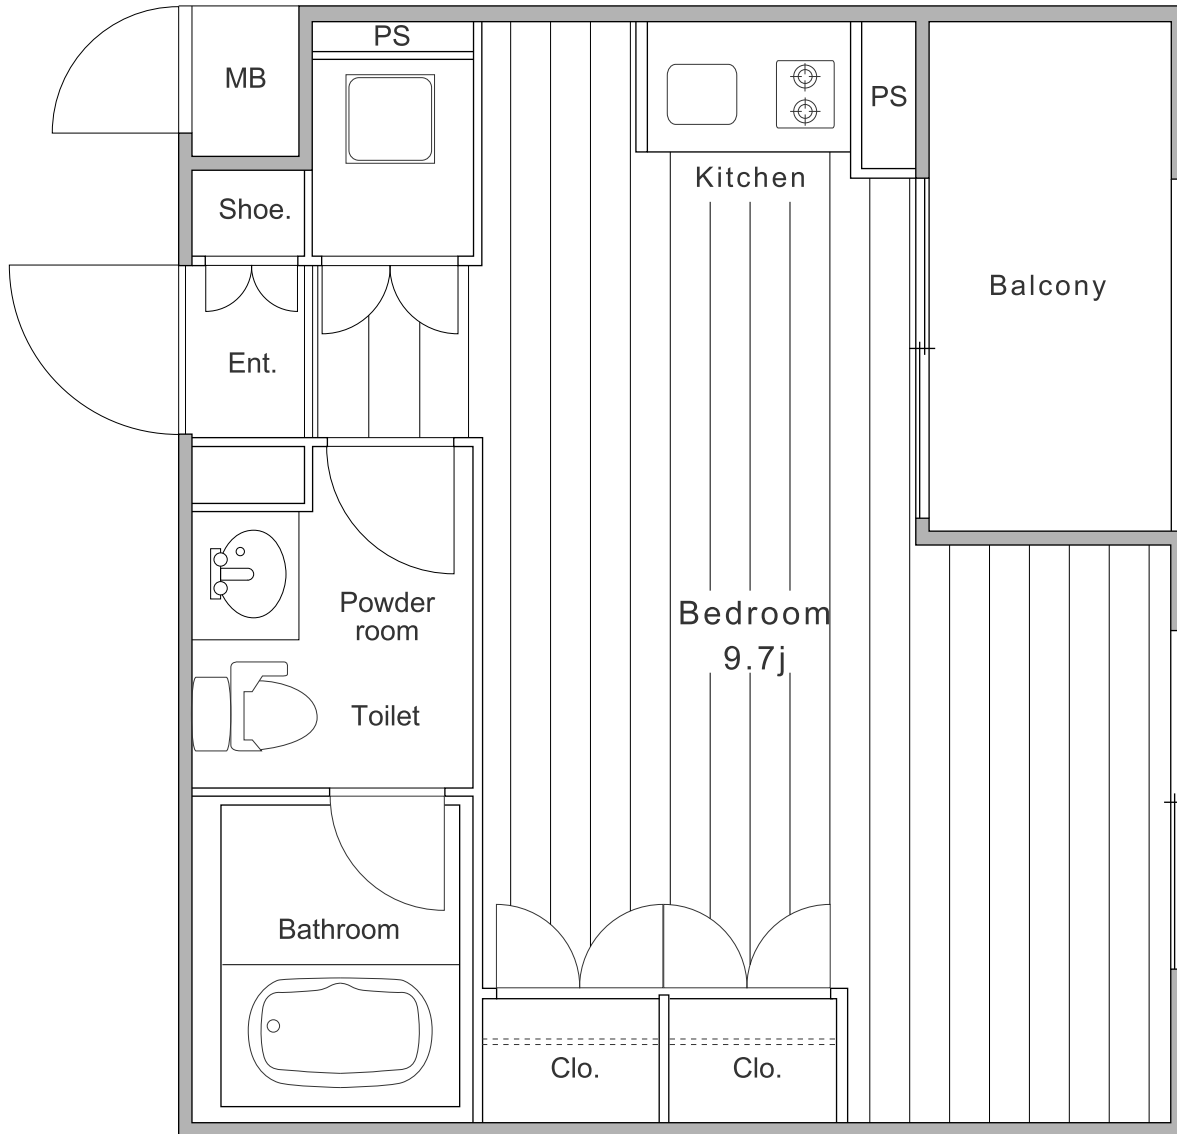 PS
MB
PS
Kitchen
Shoe.
Balcony
Ent.
Powder
room
Bedroom
9.7j
Toilet
Bathroom
Clo.
Clo.